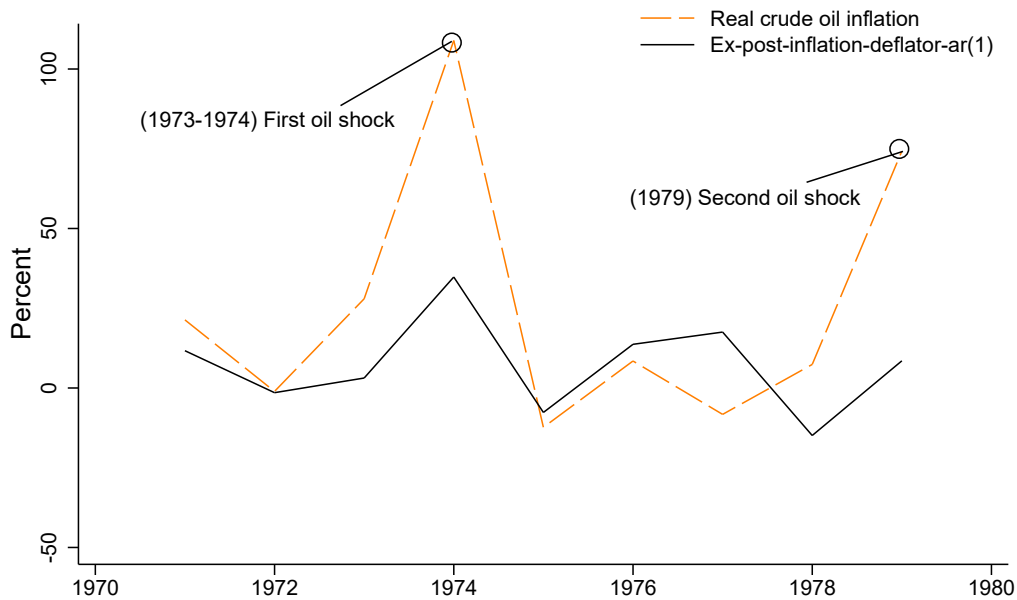 Real crude oil inflation
Ex-post-inflation-deflator-ar(1)
(1973-1974) First oil shock
(1979) Second oil shock
Percent
100
50
0
-50
1970 1972 1974 1976 1978 1980